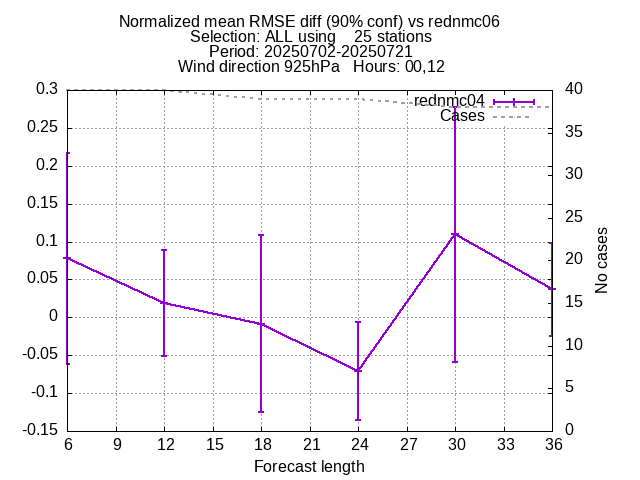 Normalized mean RMSE diff (90% conf) vs rednmc06
Selection: ALL using    25 stations
Period: 20250702-20250721
Wind direction 925hPa   Hours: 00,12
rednmc04
Cases
0.3
0.25
0.2
0.15
0.1
0.05
0
-0.05
-0.1
-0.15
40
35
30
25
20
15
10
5
0
No cases
6 9 12 15 18 21 24 27 30 33 36
Forecast length